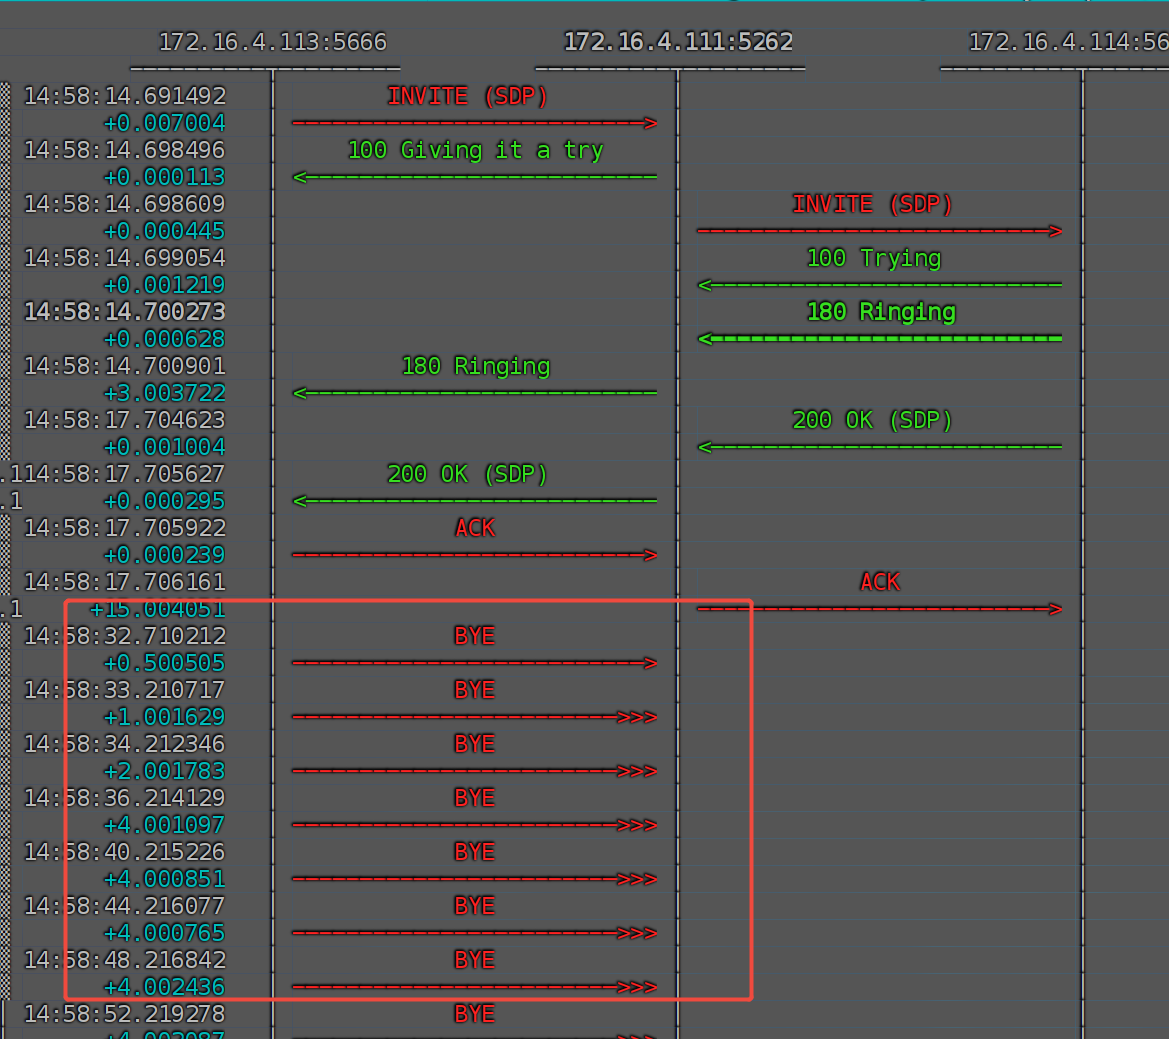 172.16.4.113:5666 172.16.4.111:5262 172.16.4.114:56
14:58:14.691492 INVITE (SDP)
+0.007004
14:58:14.698496 100 Giving it a try
+0.000113
14:58:14.698609 INVITE (SDP)
+0.000445
14:58:14.699054 100 Trying
+0.001219
14:58:14.700273 180 Ringing
+0.000628
14:58:14.700901 180 Ringing
+3.003722
14:58:17.704623 200 OK (SDP)
+0.001004
.114:58:17.705627 200 OK (SDP)
.1 +0.000295
14:58:17.705922 ACK
+0.000239
14:58:17.706161 ACK
.1 +15.004051
14:58:32.710212 BYE
+0.500505
14:58:33.210717 BYE
+1.001629
14:58:34.212346 BYE
+2.001783
14:58:36.214129 BYE
+4.001097
14:58:40.215226 BYE
+4.000851
14:58:44.216077 BYE
+4.000765
14:58:48.216842 BYE
+4.002436
14:58:52.219278 BYE